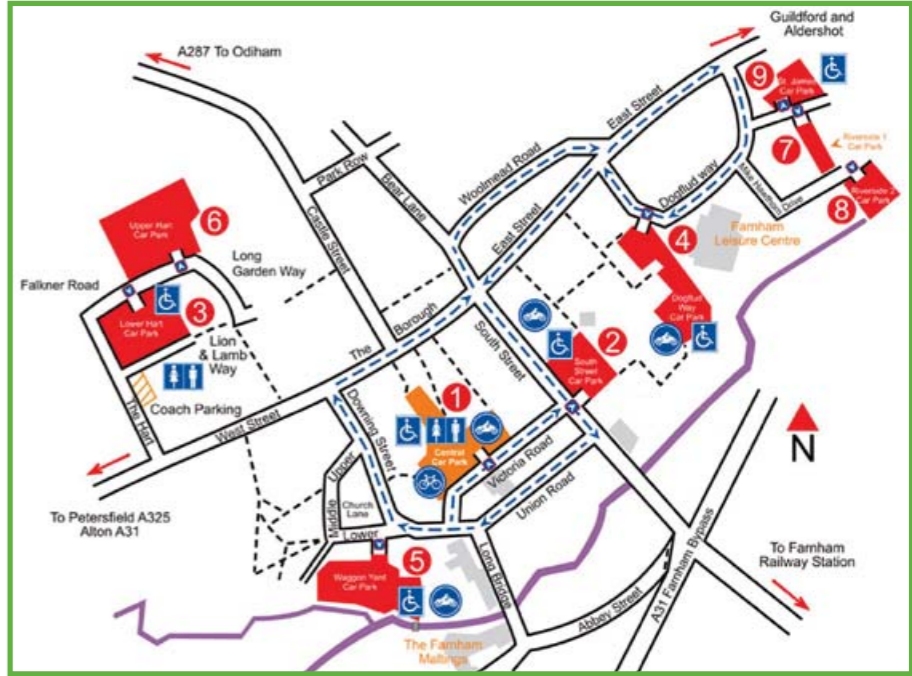 Guildford and
Aldershot
A287 To Odiham
9
St. James
Car Park
East Street
7
Riverside 1
Car Park
Woolmead Road
Park Row
Bear Lane
Dogflud way
Mike Hawthorn
Drive
Riverside 2
Car Park
8
Castle Street
East Street
4
Farnham
Leisure Centre
Upper Hart
Car Park
6
Long
Garden Way
Falkner Road
3
Lower Hart
Car Park
Lion
& Lamb
Way
The
Borough
South Street
Dogflud
Way
Car Park
2
South
Street
Car Park
Coach Parking
The Hart
West Street
Downing Street
1
Central
Car Park
N
Victoria Road
Union Road
Upper
Middle
Church
Lane
Lower
To Petersfield A325
Alton A31
5
Waggon Yard
Car Park
Long Bridge
Abbey Street
A31 Farnham Bypass
To Farnham
Railway Station
The Farnham
Maltings